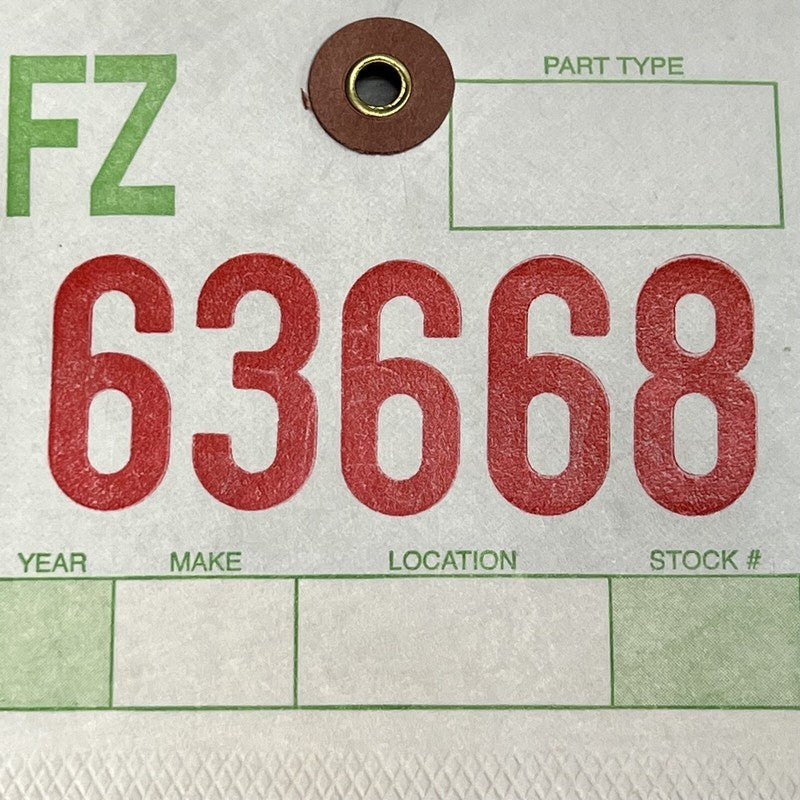 FZ
PART TYPE
63668
YEAR MAKE LOCATION STOCK #